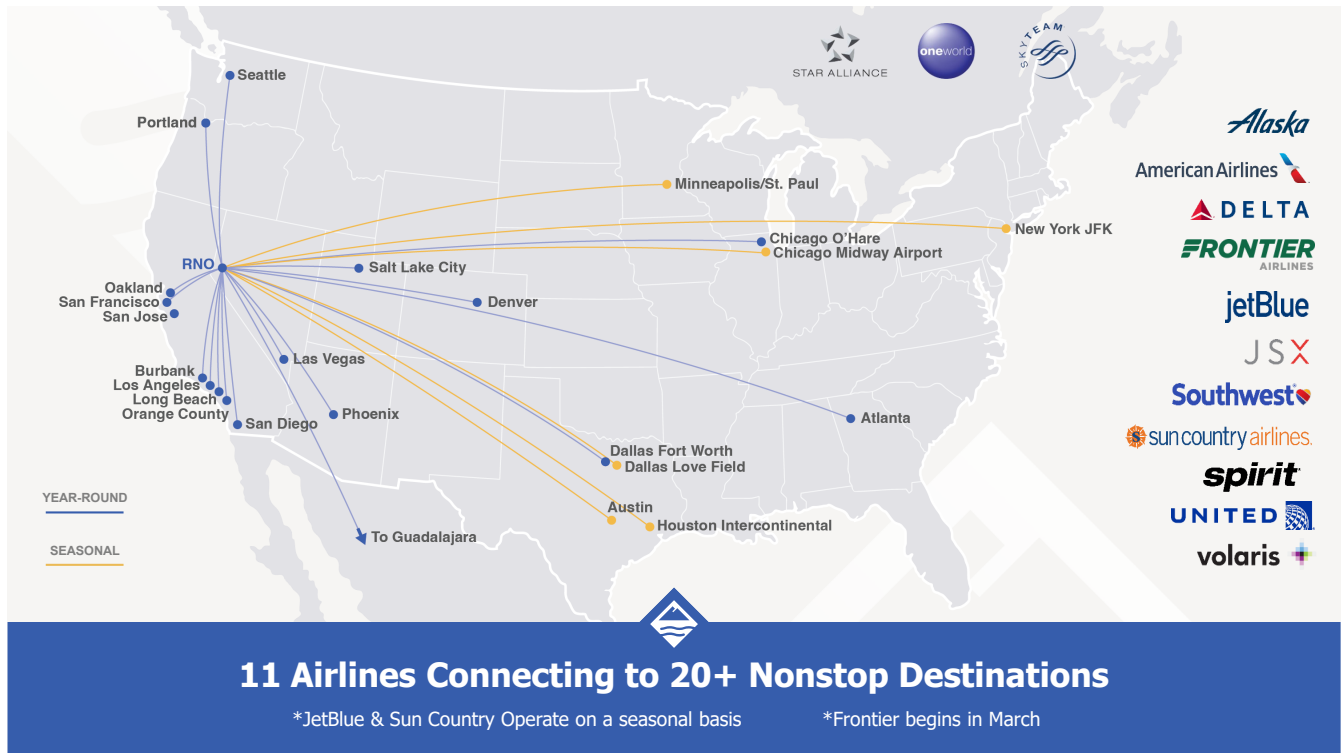 STAR ALLIANCE
oneworld
SKYTEAM
Seattle
Portland
Minneapolis/St. Paul
New York JFK
Chicago O'Hare
Chicago Midway Airport
RNO
Salt Lake City
Oakland
San Francisco
San Jose
Denver
Las Vegas
Burbank
Los Angeles
Long Beach
Orange County
San Diego
Phoenix
Atlanta
Dallas Fort Worth
Dallas Love Field
Austin
Houston Intercontinental
To Guadalajara
YEAR-ROUND
SEASONAL
Alaska
American Airlines
DELTA
FRONTIER
AIRLINES
jetBlue
JSX
Southwest
sun country airlines.
spirit
UNITED
volaris
11 Airlines Connecting to 20+ Nonstop Destinations
*JetBlue & Sun Country Operate on a seasonal basis
*Frontier begins in March